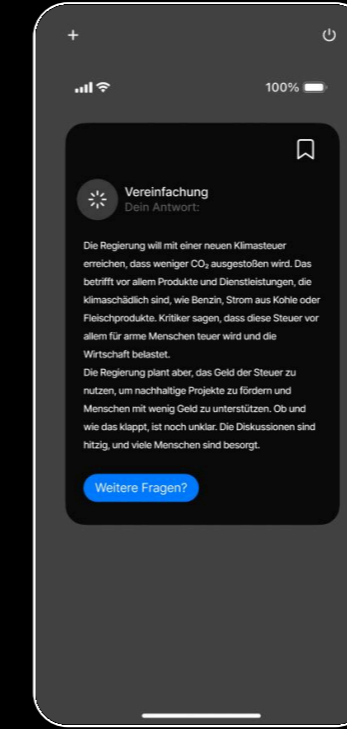 100%
Vereinfachung
Dein Antwort:
Die Regierung will mit einer neuen Klimasteuer
erreichen, dass weniger CO₂ ausgestoßen wird. Das
betrifft vor allem Produkte und Dienstleistungen, die
klimaschädlich sind, wie Benzin, Strom aus Kohle oder
Fleischprodukte. Kritiker sagen, dass diese Steuer vor
allem für arme Menschen teuer wird und die
Wirtschaft belastet.
Die Regierung plant aber, das Geld der Steuer zu
nutzen, um nachhaltige Projekte zu fördern und
Menschen mit wenig Geld zu unterstützen. Ob und
wie das klappt, ist noch unklar. Die Diskussionen sind
hitzig, und viele Menschen sind besorgt.
Weitere Fragen?